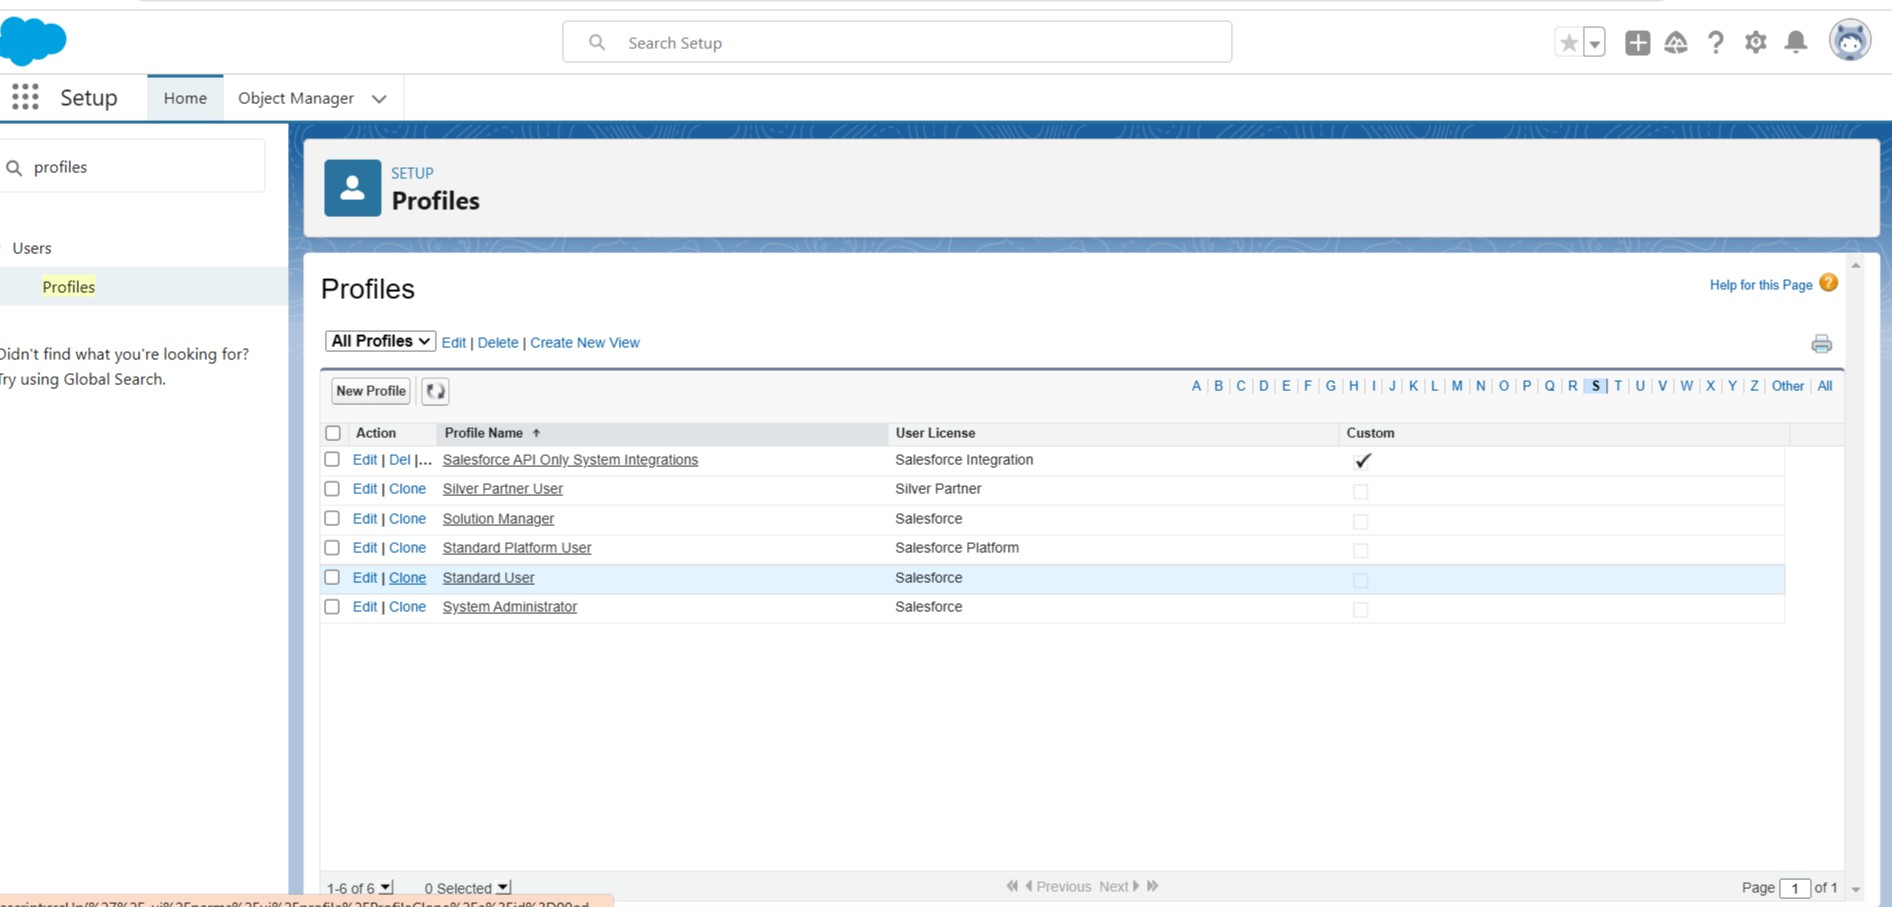 Search Setup
Setup
Home
Object Manager
profiles
SETUP
Profiles
Users
Profiles
Didn't find what you're looking for?
Try using Global Search.
Profiles
Help for this Page ?
All Profiles
Edit | Delete | Create New View
New Profile
A | B | C | D | E | F | G | H | I | J | K | L | M | N | O | P | Q | R | S | T | U | V | W | X | Y | Z | Other | All
Action Profile Name User License Custom
Edit | Del |... Salesforce API Only System Integrations Salesforce Integration
Edit | Clone Silver Partner User Silver Partner
Edit | Clone Solution Manager Salesforce
Edit | Clone Standard Platform User Salesforce Platform
Edit | Clone Standard User Salesforce
Edit | Clone System Administrator Salesforce
1-6 of 6 0 Selected Previous Next Page 1 of 1